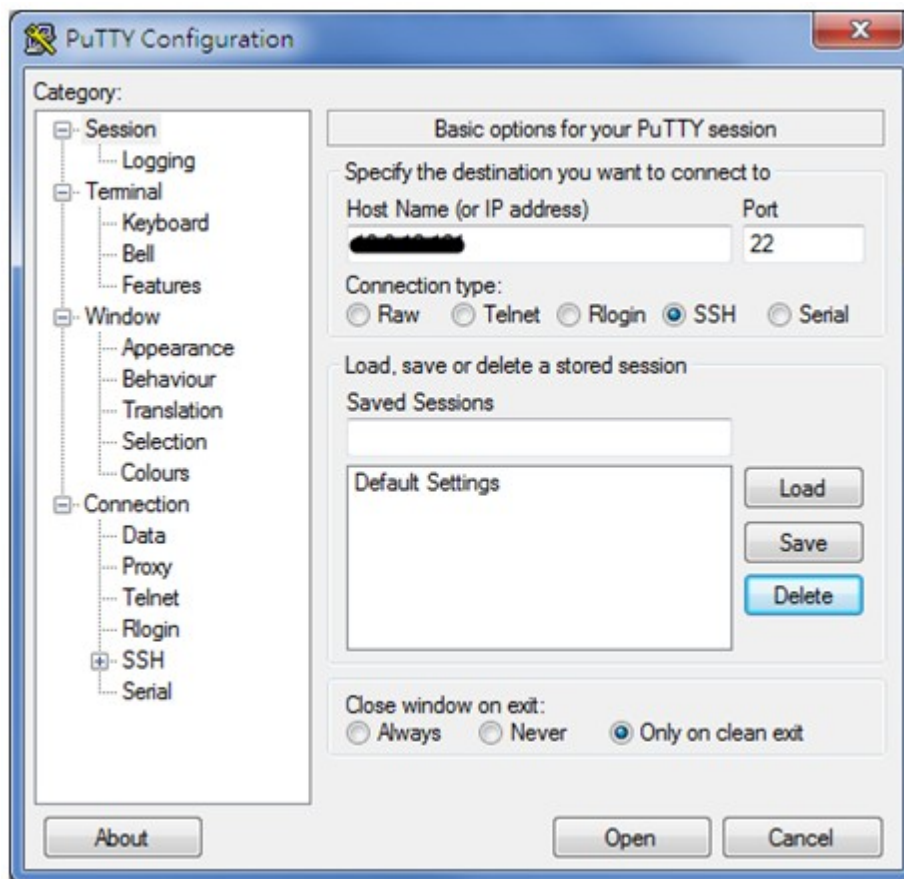 PuTTY Configuration
Category:
Session
Logging
Terminal
Keyboard
Bell
Features
Window
Appearance
Behaviour
Translation
Selection
Colours
Connection
Data
Proxy
Telnet
Rlogin
SSH
Serial
Basic options for your PuTTY session
Specify the destination you want to connect to
Host Name (or IP address) Port
22
Connection type:
Raw Telnet Rlogin SSH Serial
Load, save or delete a stored session
Saved Sessions
Default Settings
Load
Save
Delete
Close window on exit:
Always Never Only on clean exit
About Open Cancel